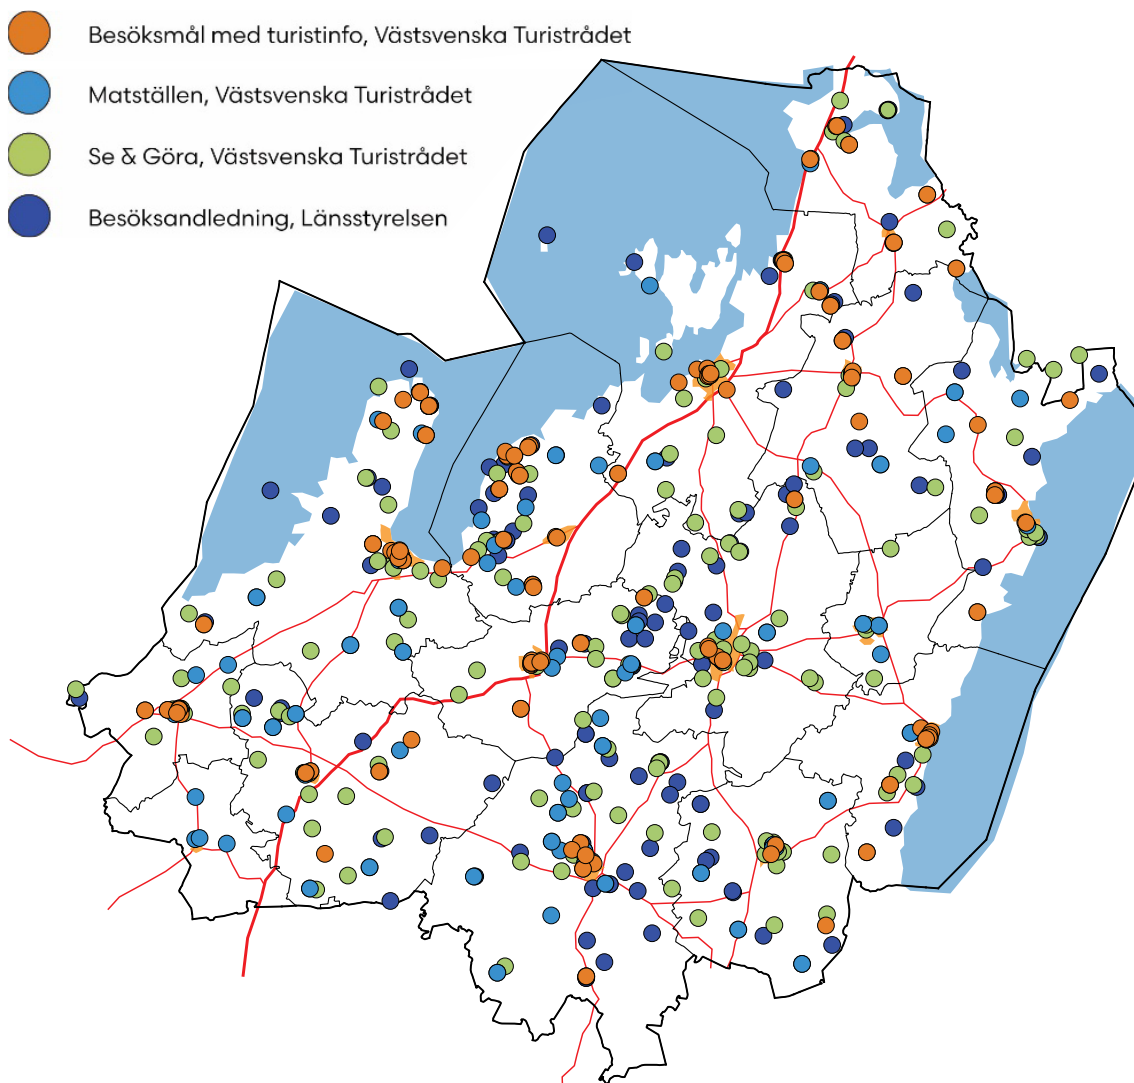 Besöksmål med turistinfo, Västsvenska Turistrådet
Matställen, Västsvenska Turistrådet
Se & Göra, Västsvenska Turistrådet
Besöksandledning, Länsstyrelsen